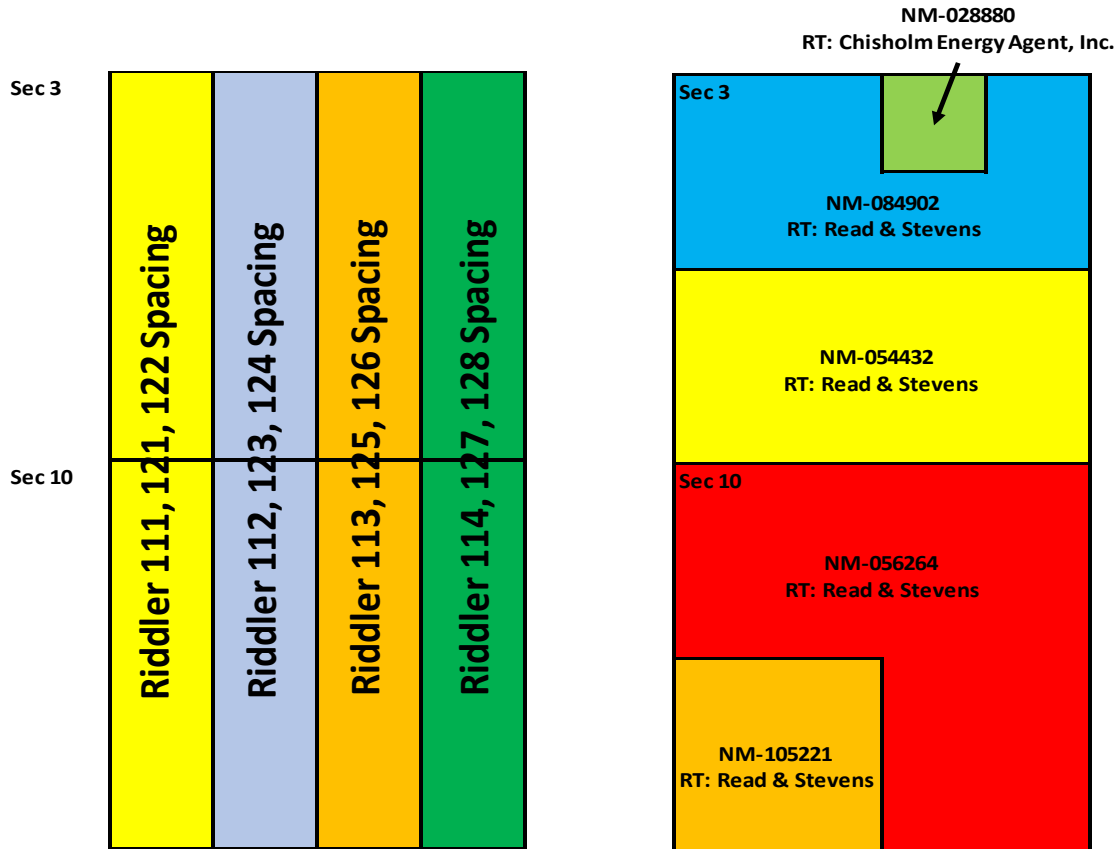 Sec 3
Sec 10
Riddler 111, 121, 122 Spacing
Riddler 112, 123, 124 Spacing
Riddler 113, 125, 126 Spacing
Riddler 114, 127, 128 Spacing
NM-028880
RT: Chisholm Energy Agent, Inc.
Sec 3
NM-084902
RT: Read & Stevens
NM-054432
RT: Read & Stevens
Sec 10
NM-056264
RT: Read & Stevens
NM-105221
RT: Read & Stevens